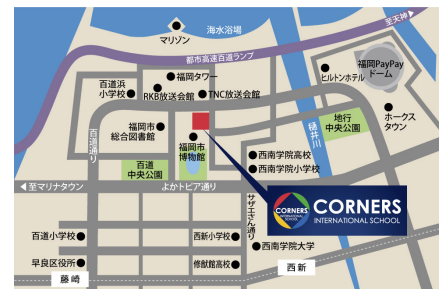 海水浴場
マリゾン
至天神▶
都市高速百道ランプ
福岡タワー
百道浜
小学校
RKB放送会館
TNC放送会館
ヒルトンホテル
福岡PayPay
ドーム
福岡市
総合図書館
福岡市
博物館
樋井川
地行
中央公園
ホークス
タウン
百道通り
百道
中央公園
西南学院高校
西南学院小学校
◀至マリナタウン
よかトピア通り
CORNERS
INTERNATIONAL SCHOOL
CORNERS
INTERNATIONAL SCHOOL
サザエさん通り
百道小学校
西新小学校
西南学院大学
早良区役所
修猷館高校
藤崎
西新